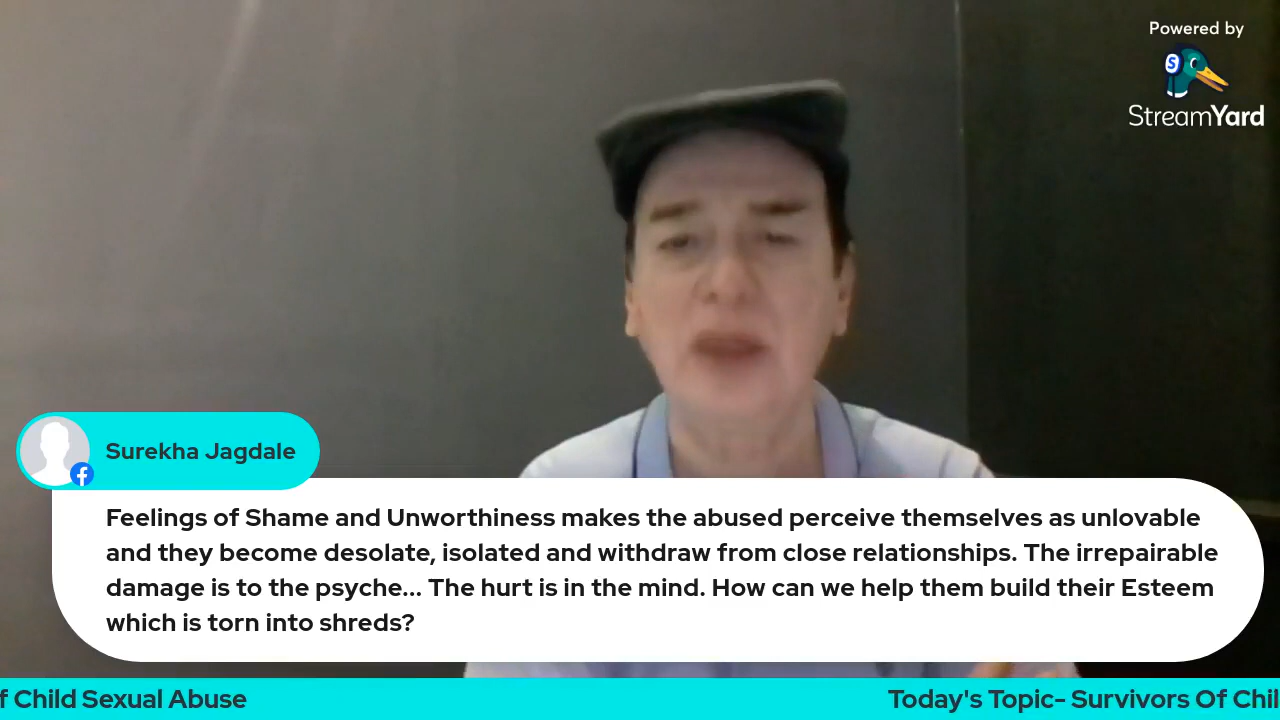 Powered by
StreamYard
Surekha Jagdale
Feelings of Shame and Unworthiness makes the abused perceive themselves as unlovable
and they become desolate, isolated and withdraw from close relationships. The irrepairable
damage is to the psyche... The hurt is in the mind. How can we help them build their Esteem
which is torn into shreds?
f Child Sexual Abuse
Today's Topic- Survivors Of Chil